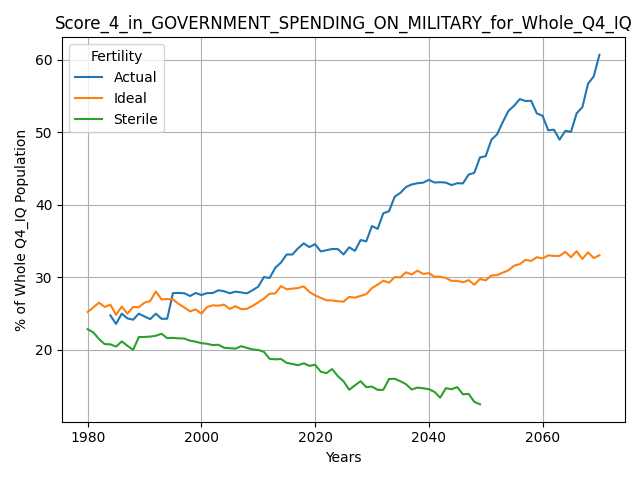 Score_4_in_GOVERNMENT_SPENDING_ON_MILITARY_for_Whole_Q4_IQ
Fertility
Actual
Ideal
Sterile
% of Whole Q4_IQ Population
60
50
40
30
20
1980
2000
2020
2040
2060
Years